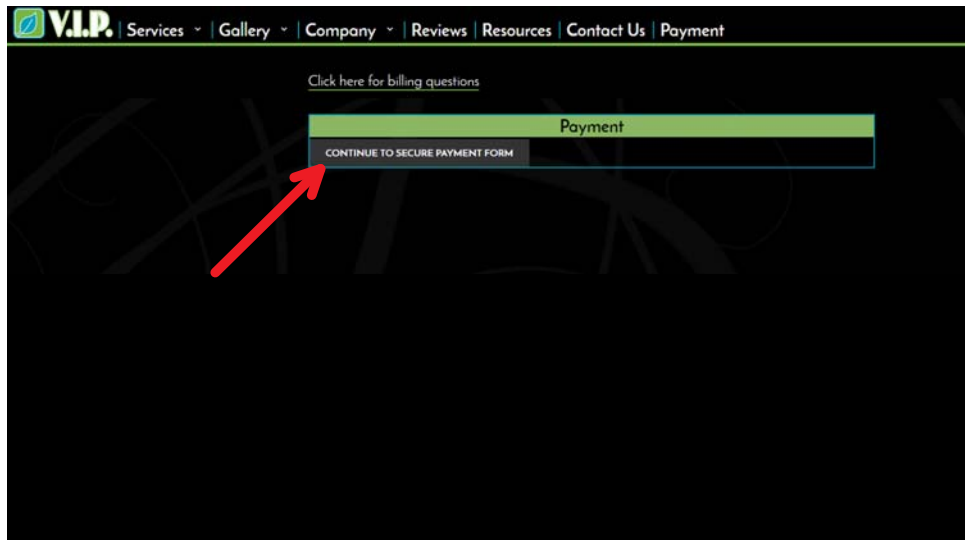 V.I.P. Services Gallery Company Reviews Resources Contact Us Payment
Click here for billing questions
Payment
CONTINUE TO SECURE PAYMENT FORM